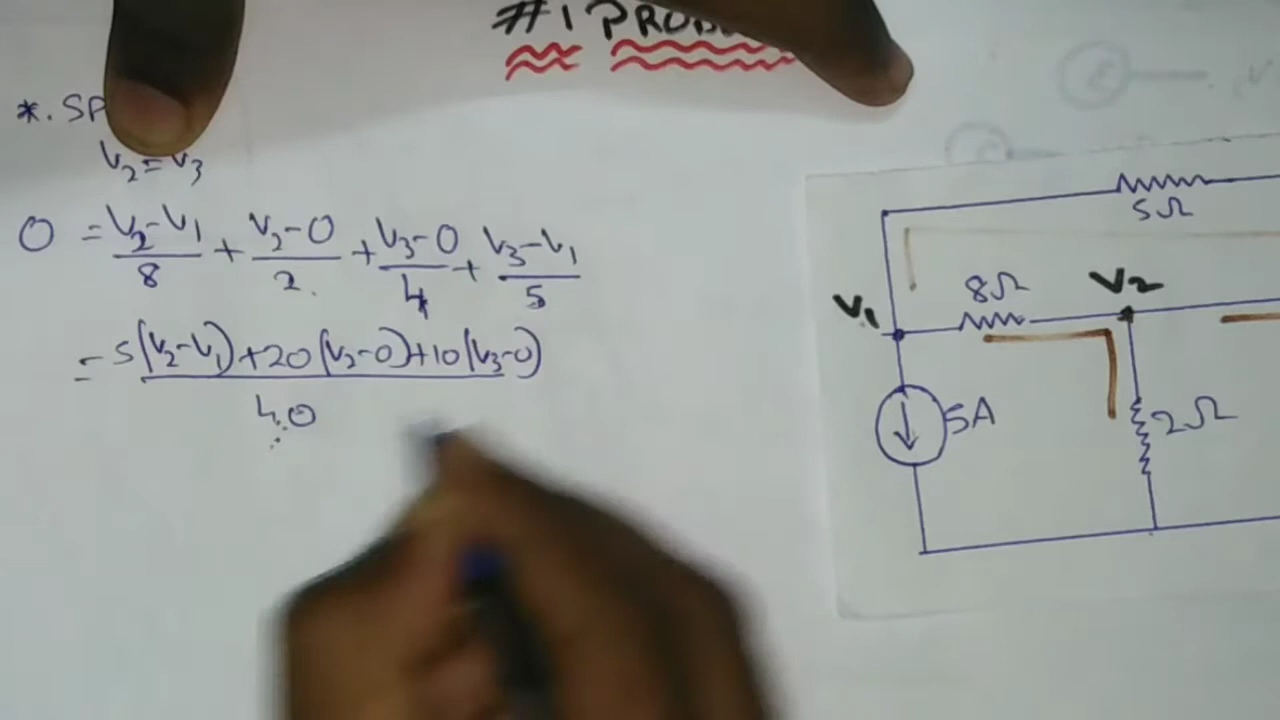 #1 PROB
*. SP
V₂ = V₃
0 = (V₂-V₁)/8 + (V₂-0)/2. + (V₃-0)/4 + (V₃-V₁)/5
= (5(V₂-V₁)+20(V₂-0)+10(V₃-0))/40
5Ω
8Ω
V₂
V₁
5A
2Ω